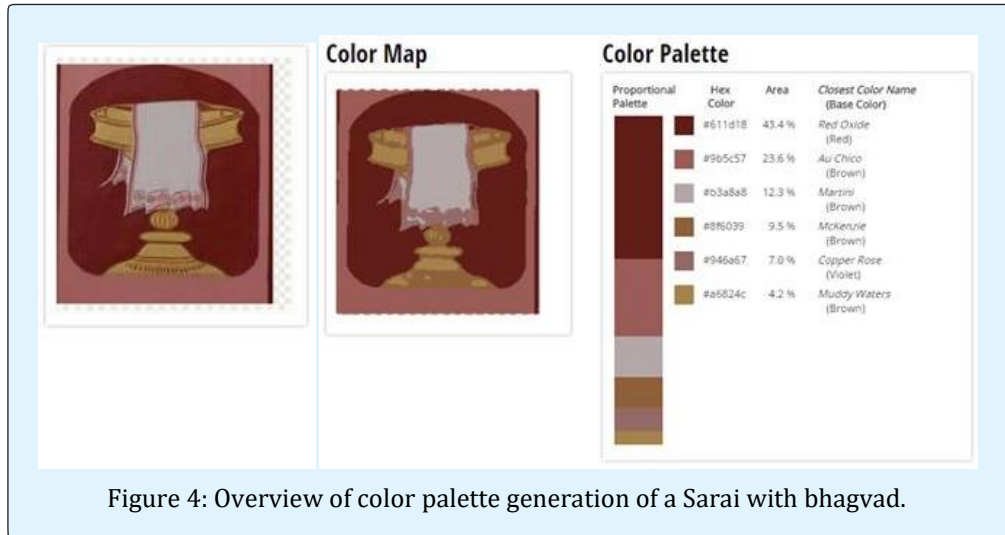 Color Map
Color Palette
Proportional Palette Hex Color Area Closest Color Name (Base Color)
#611d18 43.4 % Red Oxide (Red)
#9b5c57 23.6 % Au Chico (Brown)
#b3a8a8 12.3 % Martini (Brown)
#8f6039 9.5 % McKenzie (Brown)
#946a67 7.0 % Copper Rose (Violet)
#a6824c 4.2 % Muddy Waters (Brown)
Figure 4: Overview of color palette generation of a Sarai with bhagvad.